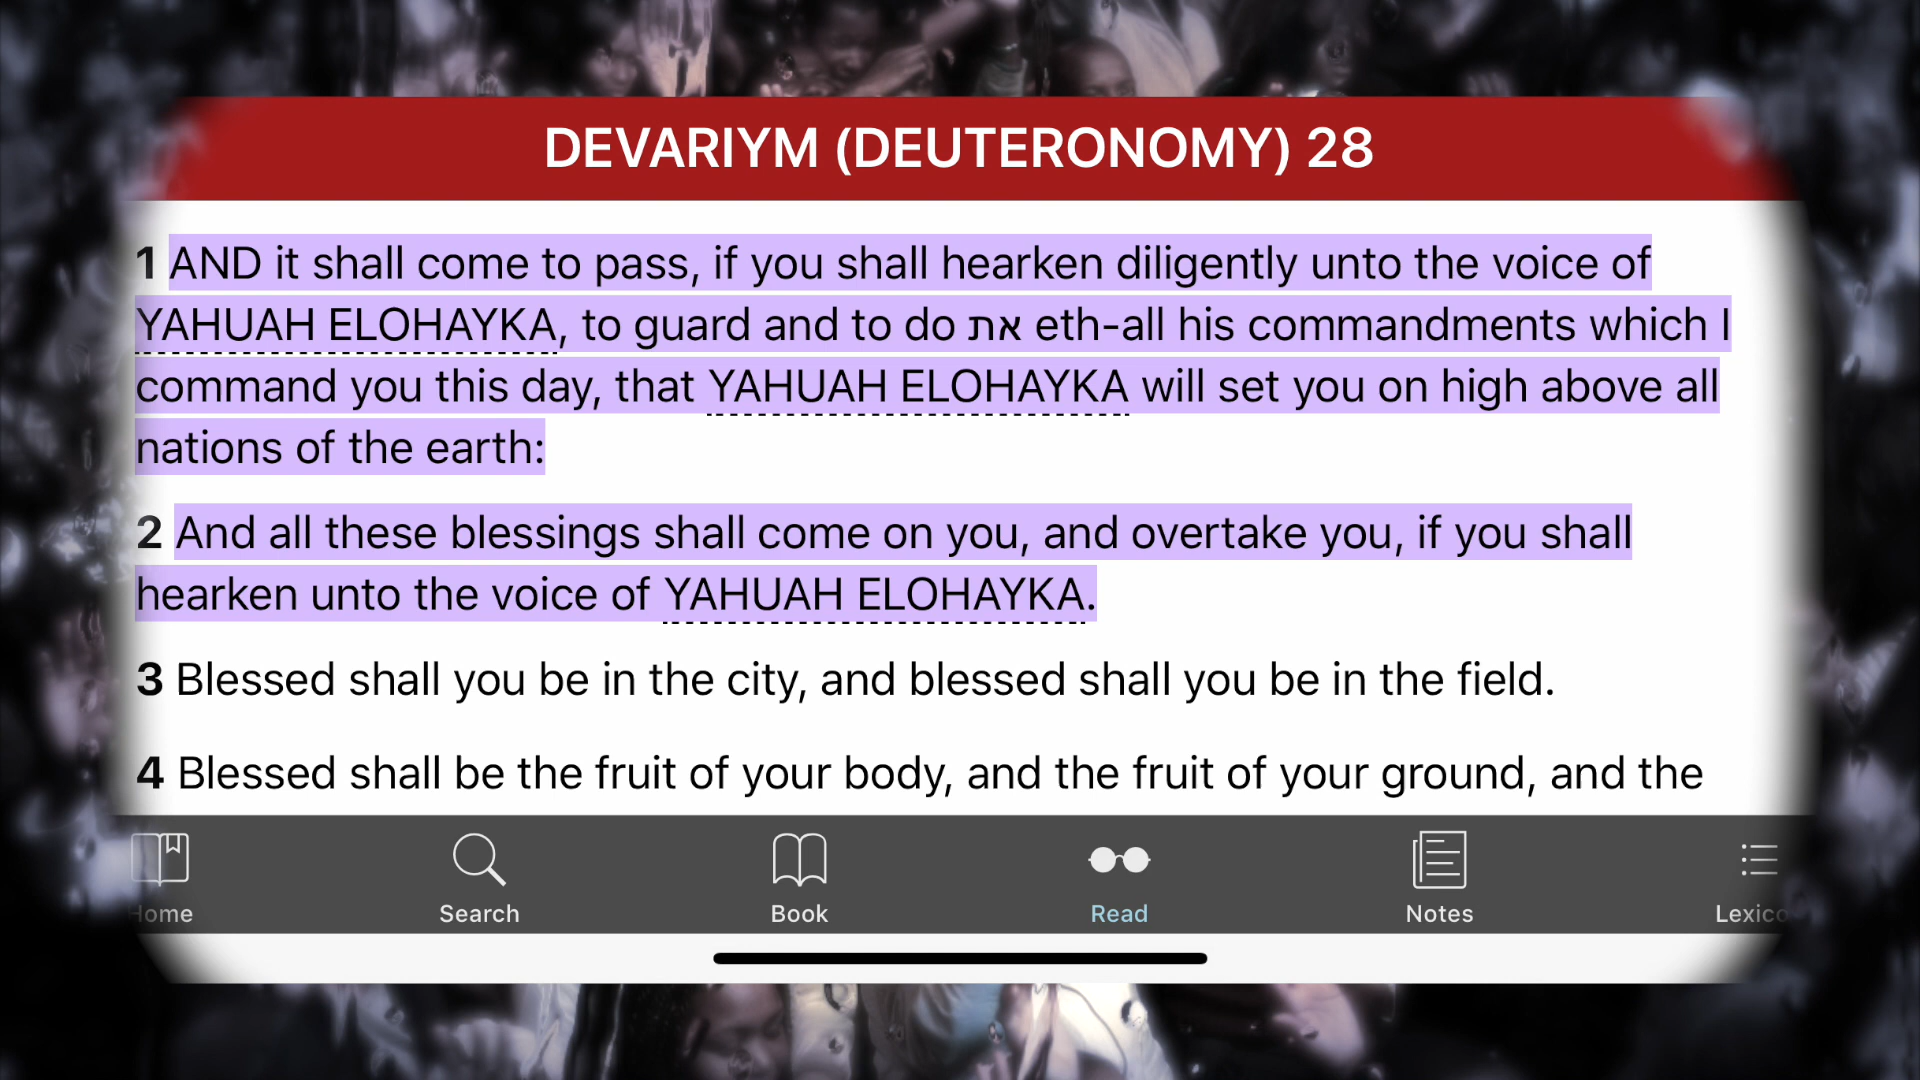 DEVARIYM (DEUTERONOMY) 28
1 AND it shall come to pass, if you shall hearken diligently unto the voice of
YAHUAH ELOHAYKA, to guard and to do את eth-all his commandments which I
command you this day, that YAHUAH ELOHAYKA will set you on high above all
nations of the earth:
2 And all these blessings shall come on you, and overtake you, if you shall
hearken unto the voice of YAHUAH ELOHAYKA.
3 Blessed shall you be in the city, and blessed shall you be in the field.
4 Blessed shall be the fruit of your body, and the fruit of your ground, and the
Home Search Book Read Notes Lexico